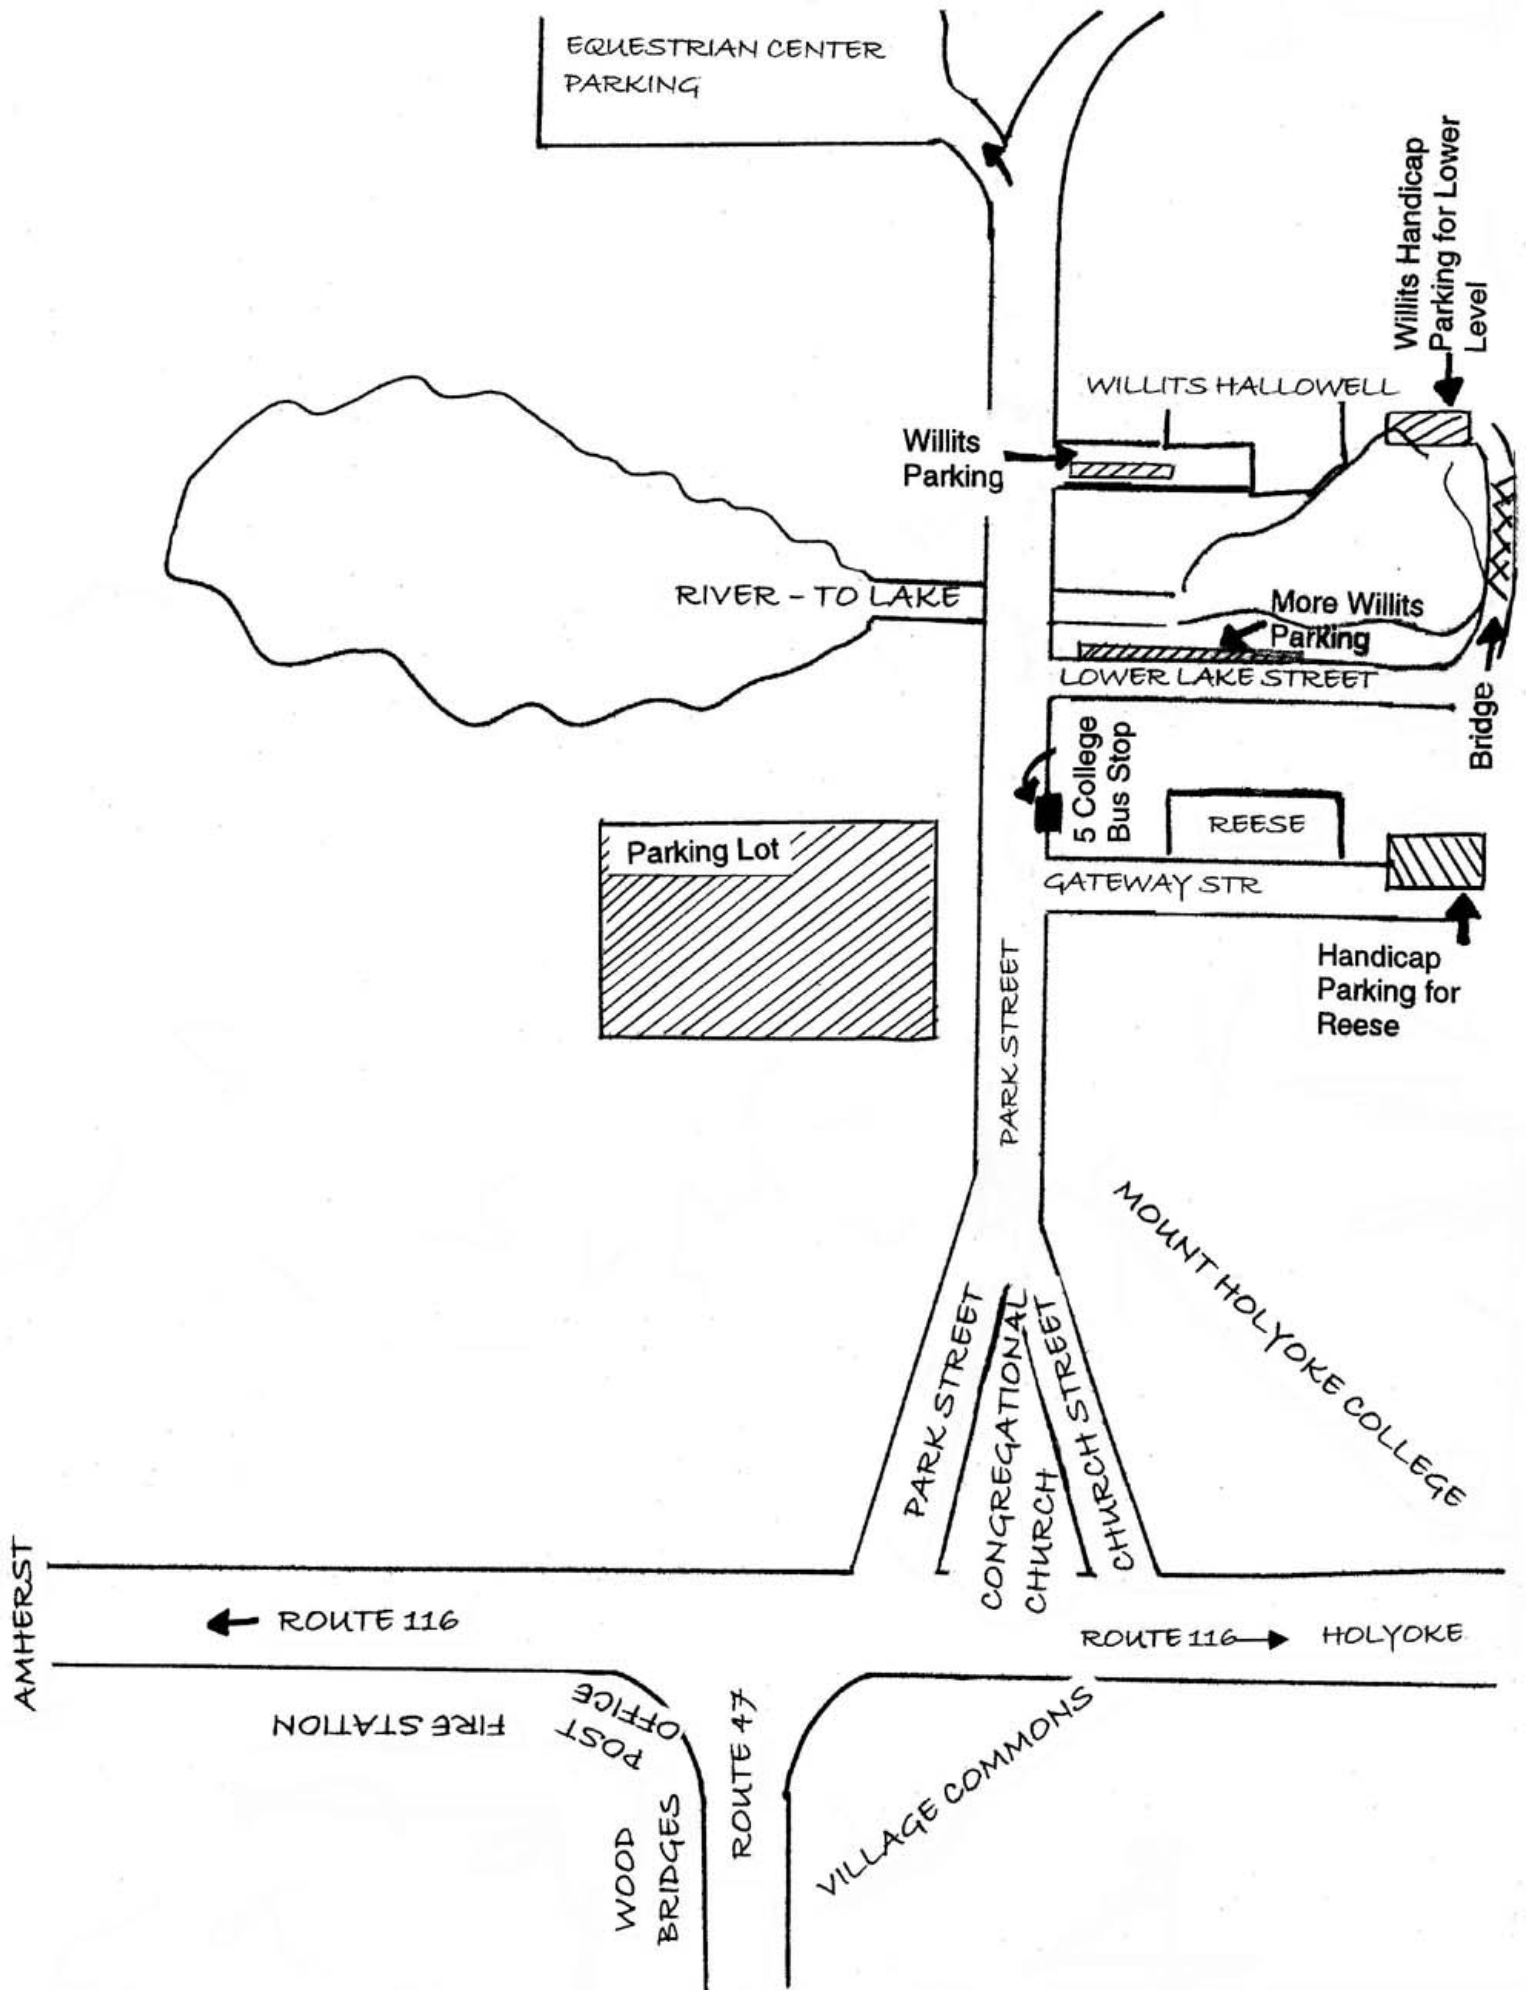 EQUESTRIAN CENTER
PARKING
Willits Handicap
Parking for Lower
Level
WILLITS HALLOWELL
Willits
Parking
RIVER - TO LAKE
More Willits
Parking
LOWER LAKE STREET
Bridge
5 College
Bus Stop
REESE
Parking Lot
GATEWAY STR
Handicap
Parking for
Reese
PARK STREET
MOUNT HOLYOKE COLLEGE
PARK STREET
CONGREGATIONAL
CHURCH
CHURCH STREET
AMHERST
ROUTE 116
ROUTE 116
HOLYOKE
FIRE STATION
POST
OFFICE
ROUTE 47
VILLAGE COMMONS
WOOD
BRIDGES